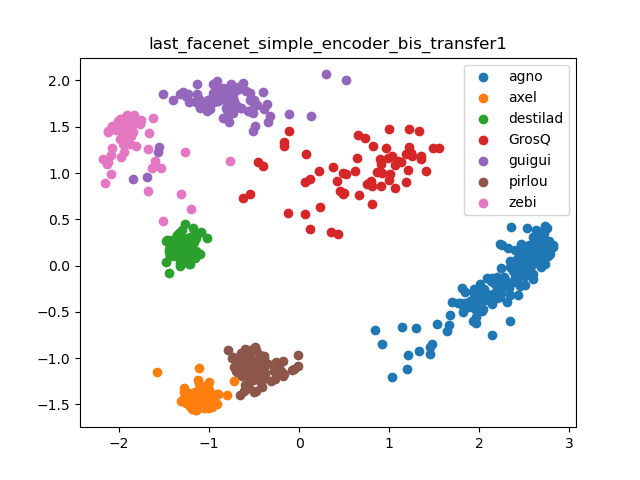 last_facenet_simple_encoder_bis_transfer1
agno
axel
destilad
GrosQ
guigui
pirlou
zebi
2.0
1.5
1.0
0.5
0.0
−0.5
−1.0
−1.5
−2 −1 0 1 2 3